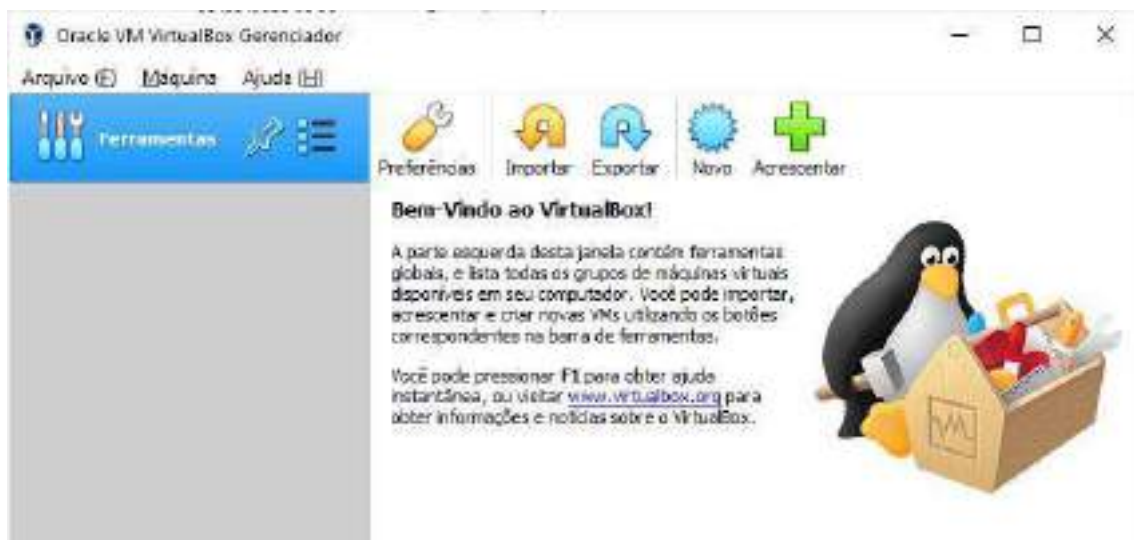 Oracle VM VirtualBox Gerenciador
Arquivo (F) Máquina Ajuda (H)
Ferramentas
Preferências Importar Exportar Novo Acrescentar
Bem-Vindo ao VirtualBox!
A parte esquerda desta janela contém ferramentas
globais, e lista todas os grupos de máquinas virtuais
disponíveis em seu computador. Você pode importar,
acrescentar e criar novas VMs utilizando os botões
correspondentes na barra de ferramentas.
Você pode pressionar F1 para obter ajuda
instantânea, ou visitar www.virtualbox.org para
obter informações e notícias sobre o VirtualBox.